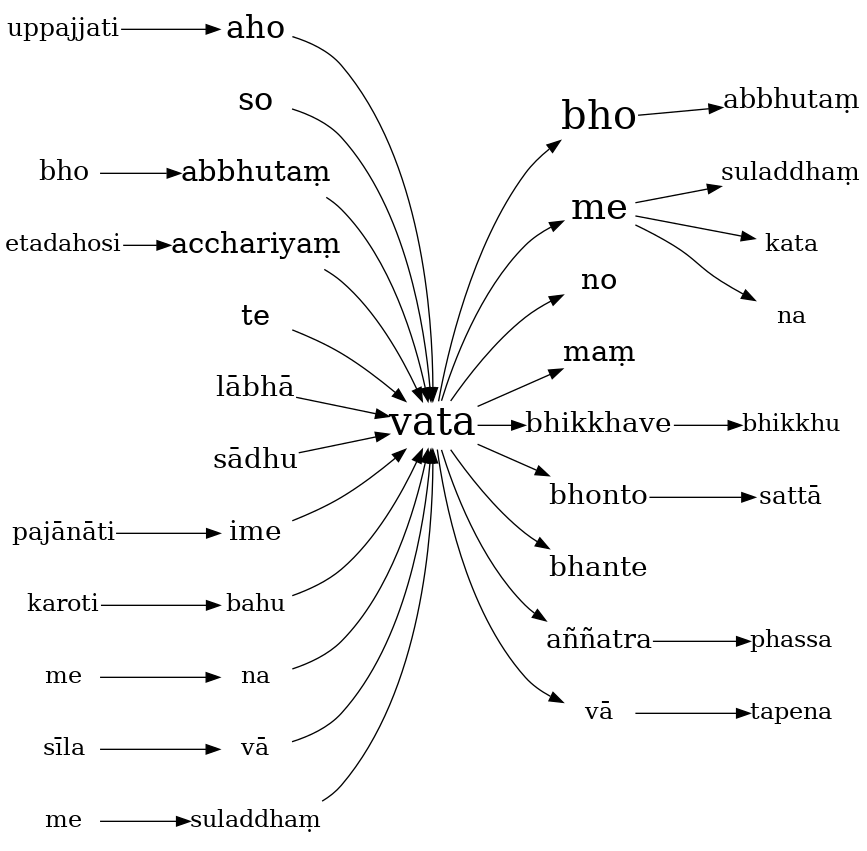 uppajjati aho
so
bho abbhutaṃ
etadahosi acchariyaṃ
te
lābhā
sādhu
pajānāti ime
karoti bahu
me na
sīla vā
me suladdhaṃ
vata
bho abbhutaṃ
me suladdhaṃ
kata
na
no
maṃ
bhikkhave bhikkhu
bhonto sattā
bhante
aññatra phassa
vā tapena